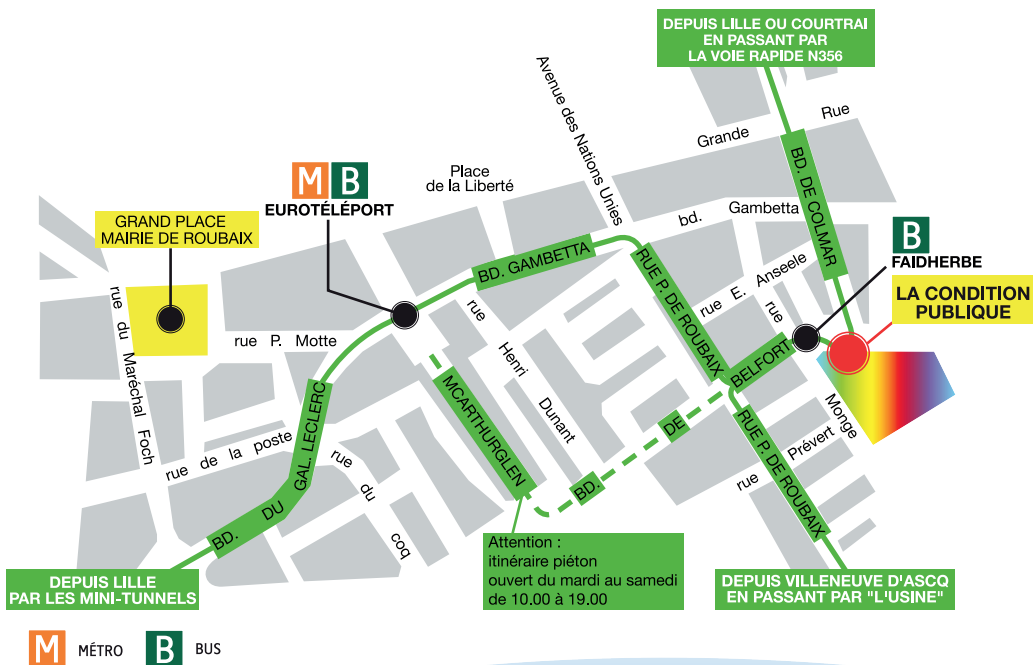 DEPUIS LILLE OU COURTRAI
EN PASSANT PAR
LA VOIE RAPIDE N356
Avenue des Nations Unies
Grande Rue
BD. DE COLMAR
Place
de la Liberté
M B
EUROTÉLÉPORT
GRAND PLACE
MAIRIE DE ROUBAIX
bd. Gambetta
B
FAIDHERBE
BD. GAMBETTA
RUE P. DE ROUBAIX
rue E. Anseele
LA CONDITION
PUBLIQUE
rue du Maréchal Foch
rue P. Motte
rue Henri Dunant
rue Monge
BELFORT
MCARTHURGLEN
BD. DU GAL. LECLERC
rue de la poste
rue du coq
BD. DE
rue Prévert
RUE P. DE ROUBAIX
Attention :
itinéraire piéton
ouvert du mardi au samedi
de 10.00 à 19.00
DEPUIS LILLE
PAR LES MINI-TUNNELS
DEPUIS VILLENEUVE D'ASCQ
EN PASSANT PAR "L'USINE"
M MÉTRO B BUS